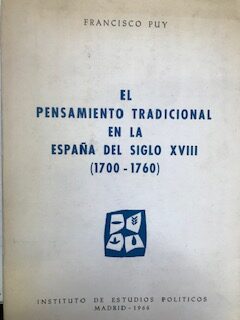 FRANCISCO PUY
EL
PENSAMIENTO TRADICIONAL
EN LA
ESPAÑA DEL SIGLO XVIII
(1700-1760)
INSTITUTO DE ESTUDIOS POLITICOS
MADRID-1966